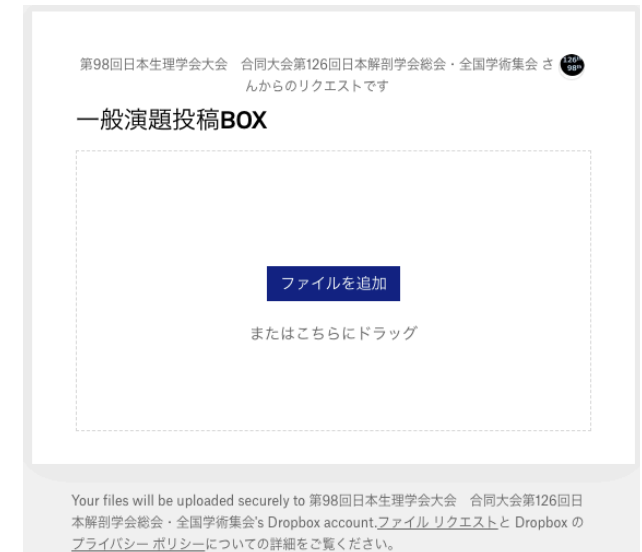 第98回日本生理学会大会　合同大会第126回日本解剖学会総会・全国学術集会 さ
んからのリクエストです
126th
98th
一般演題投稿BOX
ファイルを追加
またはこちらにドラッグ
Your files will be uploaded securely to 第98回日本生理学会大会　合同大会第126回日
本解剖学会総会・全国学術集会's Dropbox account.ファイル リクエストと Dropbox の
プライバシー ポリシーについての詳細をご覧ください。